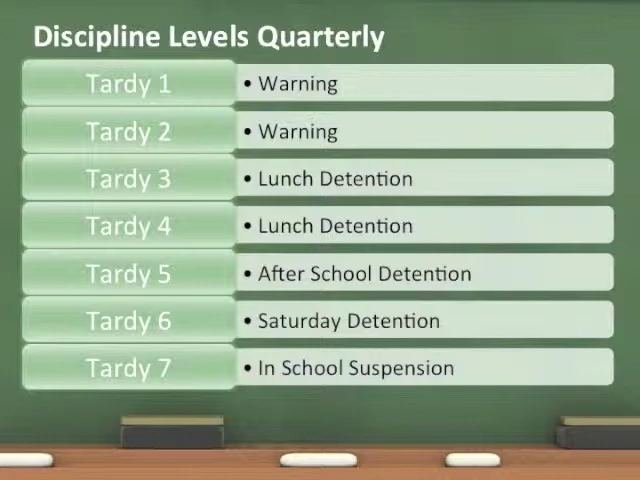 Discipline Levels Quarterly
Tardy 1 • Warning
Tardy 2 • Warning
Tardy 3 • Lunch Detention
Tardy 4 • Lunch Detention
Tardy 5 • After School Detention
Tardy 6 • Saturday Detention
Tardy 7 • In School Suspension